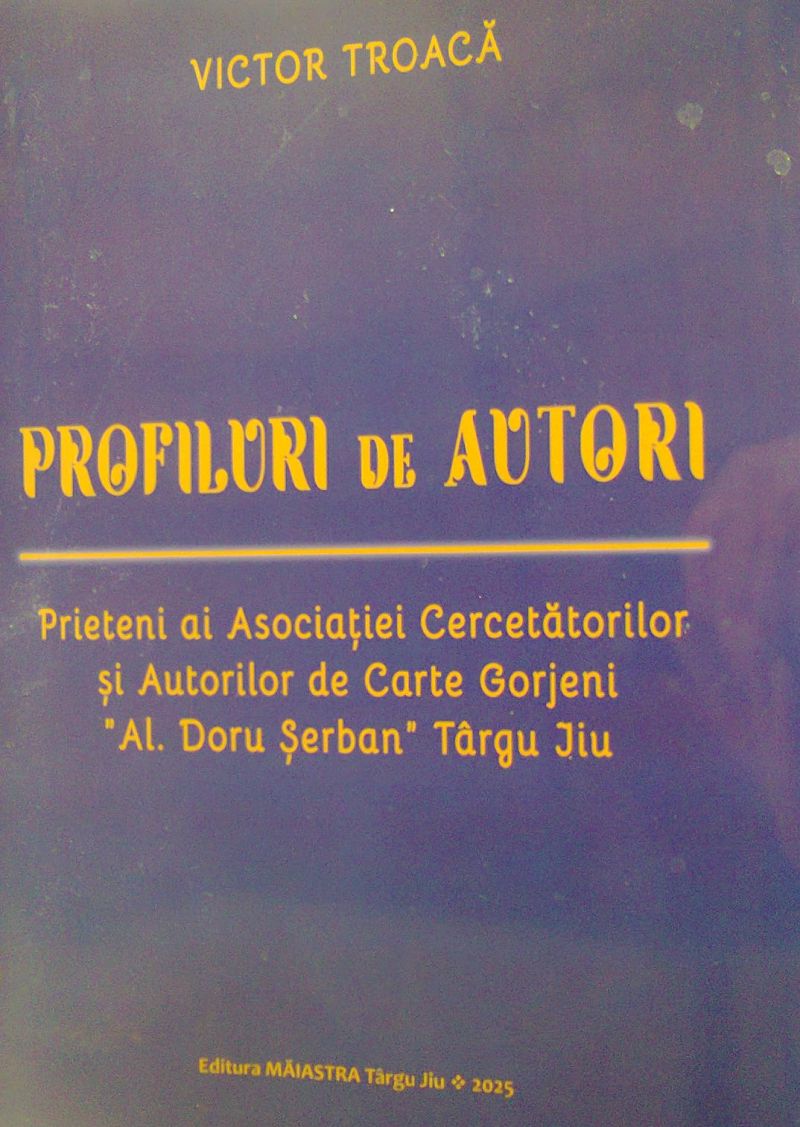 VICTOR TROACĂ
PROFILURI DE AUTORI
Prieteni ai Asociației Cercetătorilor
și Autorilor de Carte Gorjeni
"Al. Doru Șerban" Târgu Jiu
Editura MĂIASTRA Târgu Jiu ❖ 2025